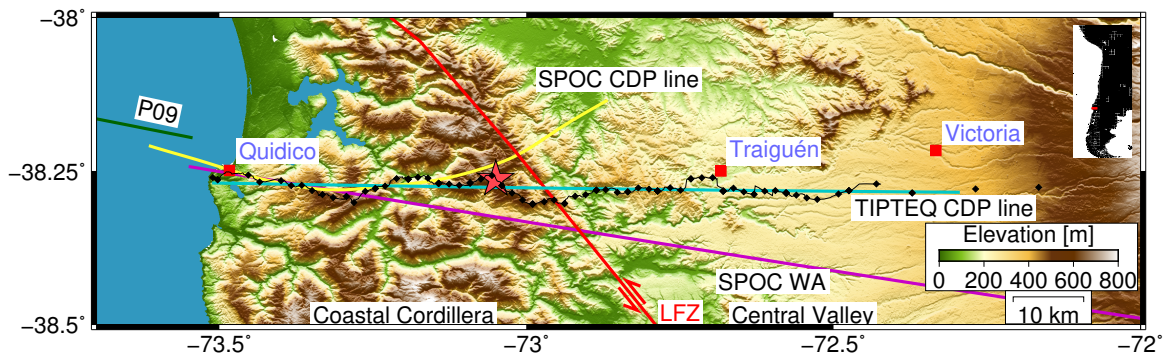 −38°
SPOC CDP line
P09
Quidico
Traiguén
Victoria
−38.25°
TIPTEQ CDP line
Elevation [m]
0 200 400 600 800
SPOC WA
10 km
Coastal Cordillera
LFZ
Central Valley
−38.5°
−73.5°
−73°
−72.5°
−72°